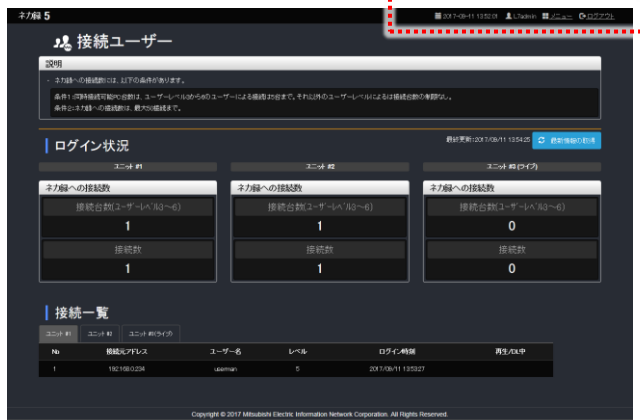 ネカ録 5
2017-09-11 13:52:01 L7admin メニュー ログアウト
接続ユーザー
説明
・ ネカ録への接続数には、以下の条件があります。
条件1:同時接続可能PC台数は、ユーザーレベル3から6のユーザーによる接続は5台まで、それ以外のユーザーレベルによるは接続台数の制限なし。
条件2:ネカ録への接続数は、最大50接続まで。
ログイン状況
最終更新:2017/09/11 13:54:25 最新情報の取得
ユニット #1 ユニット #2 ユニット #3(ライブ)
ネカ録への接続数 ネカ録への接続数 ネカ録への接続数
接続台数(ユーザーレベル3～6) 接続台数(ユーザーレベル3～6) 接続台数(ユーザーレベル3～6)
1 1 0
接続数 接続数 接続数
1 1 0
接続一覧
ユニット #1 ユニット #2 ユニット #3(ライブ)
No 接続元アドレス ユーザー名 レベル ログイン時刻 再生/DL中
1 192.168.0.234 userman 5 2017/09/11 13:53:27
Copyright © 2017 Mitsubishi Electric Information Network Corporation. All Rights Reserved.